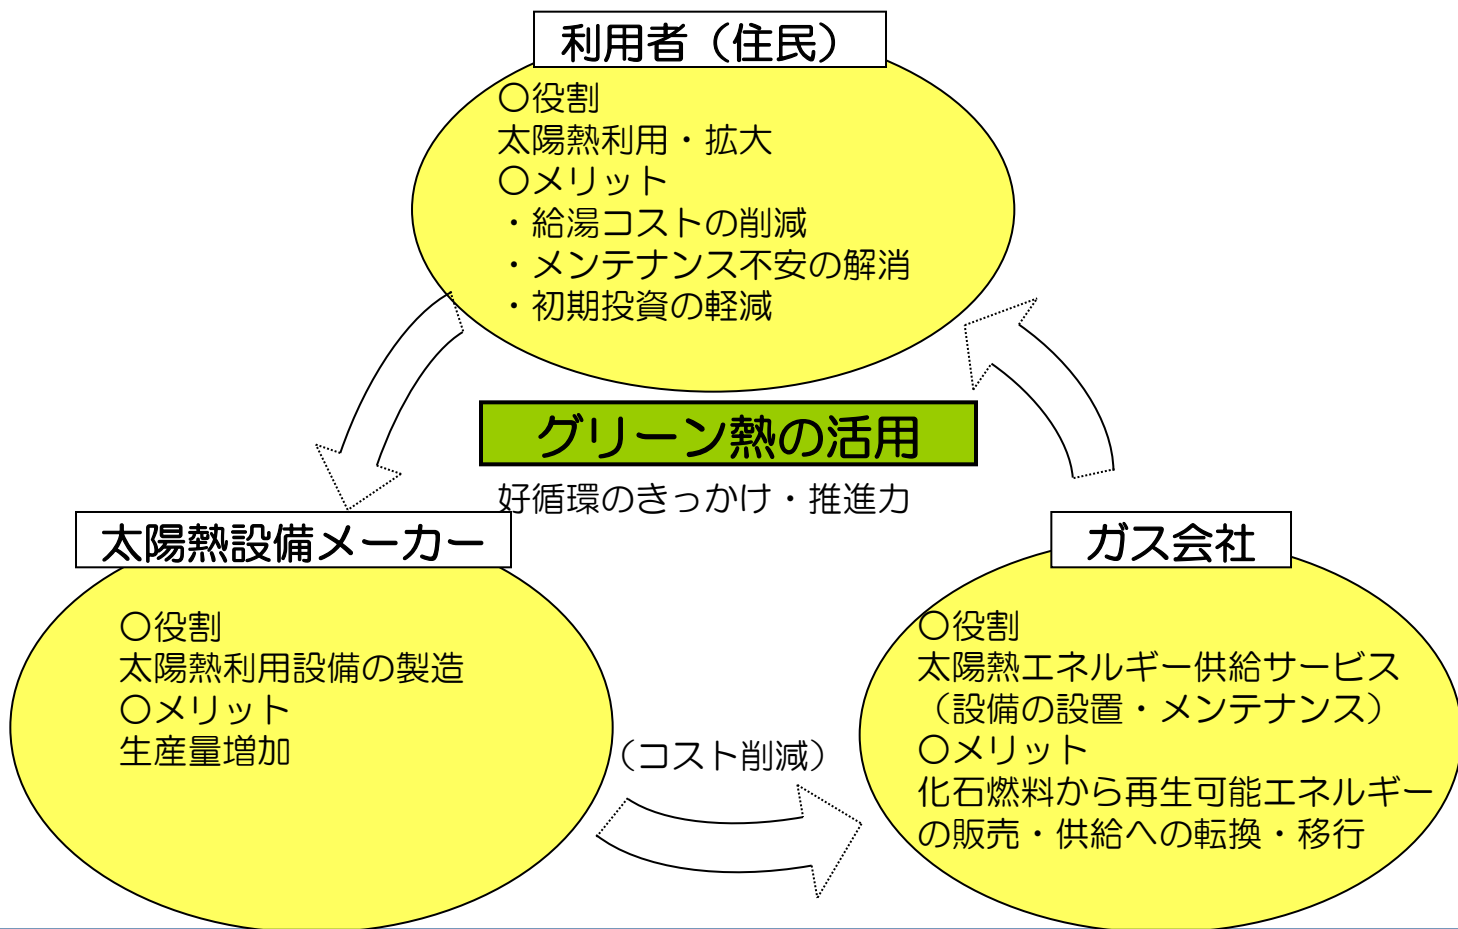 利用者（住民）
〇役割
太陽熱利用・拡大
〇メリット
・給湯コストの削減
・メンテナンス不安の解消
・初期投資の軽減
グリーン熱の活用
好循環のきっかけ・推進力
太陽熱設備メーカー
〇役割
太陽熱利用設備の製造
〇メリット
生産量増加
（コスト削減）
ガス会社
〇役割
太陽熱エネルギー供給サービス
（設備の設置・メンテナンス）
〇メリット
化石燃料から再生可能エネルギー
の販売・供給への転換・移行